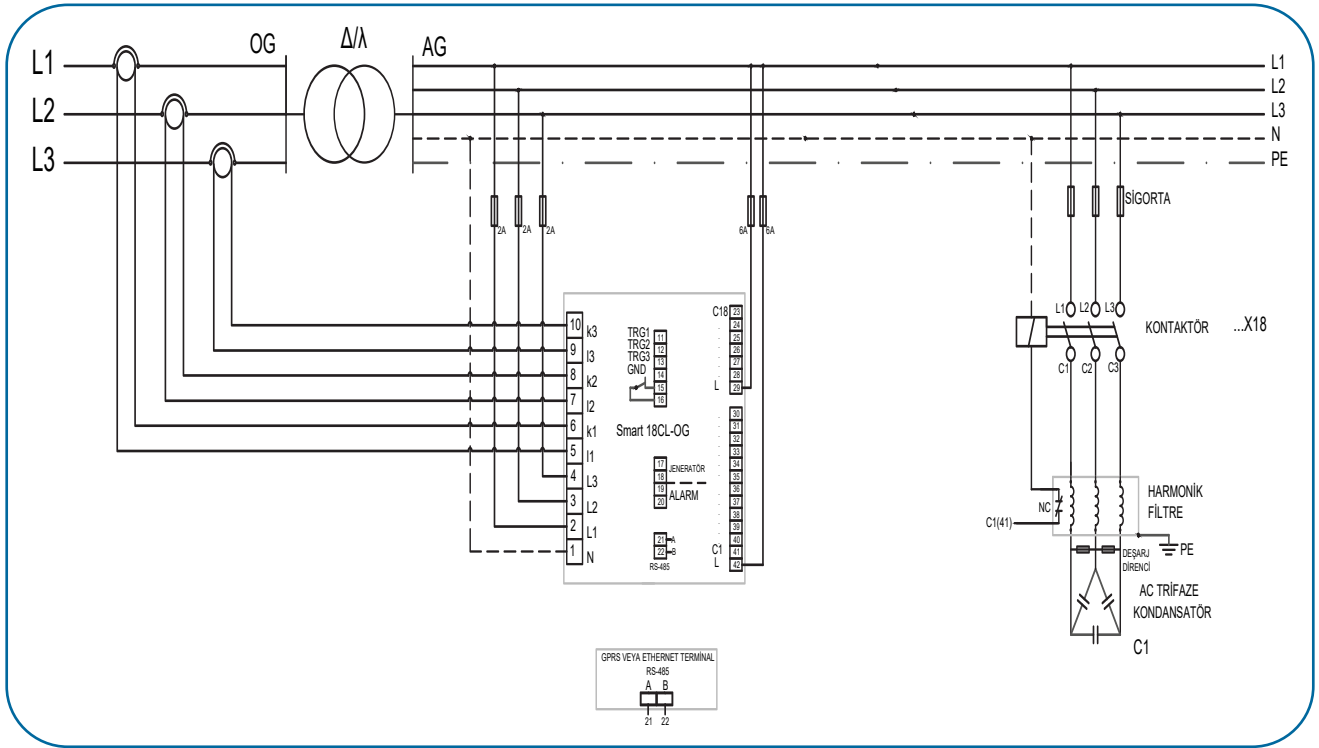 OG Δ/λ AG
L1
L2
L3
L1
L2
L3
N
PE
2A 2A 2A
6A 6A
SİGORTA
10 k3
9 l3
8 k2
7 l2
6 k1
5 l1
4 L3
3 L2
2 L1
1 N
TRG1 11
TRG2 12
TRG3 13
GND 14
15
16
Smart 18CL-OG
17 JENERATÖR
18
19 ALARM
20
21 A
22 B
RS-485
C18 23
24
25
26
27
28
L 29
30
31
32
33
34
35
36
37
38
39
40
C1 41
L 42
L1 L2 L3
KONTAKTÖR ...X18
C1 C2 C3
NC
C1(41)
HARMONİK
FİLTRE
PE
DEŞARJ
DİRENCİ
AC TRİFAZE
KONDANSATÖR
C1
GPRS VEYA ETHERNET TERMİNAL
RS-485
A B
21 22